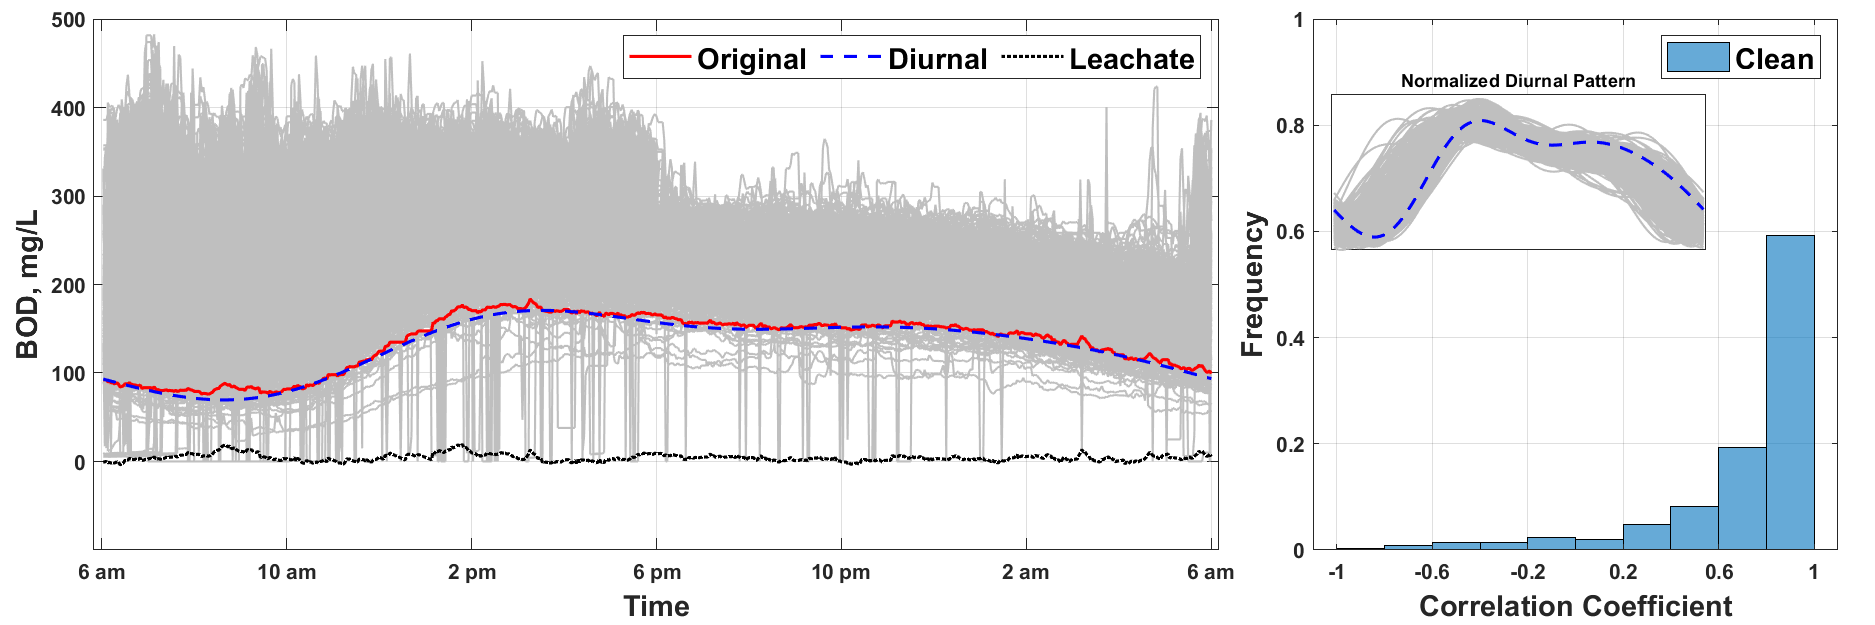 500
400
300
200
100
0
BOD, mg/L
Original Diurnal Leachate
6 am 10 am 2 pm 6 pm 10 pm 2 am 6 am
Time
1
0.8
0.6
0.4
0.2
0
Frequency
Clean
Normalized Diurnal Pattern
-1 -0.6 -0.2 0.2 0.6 1
Correlation Coefficient